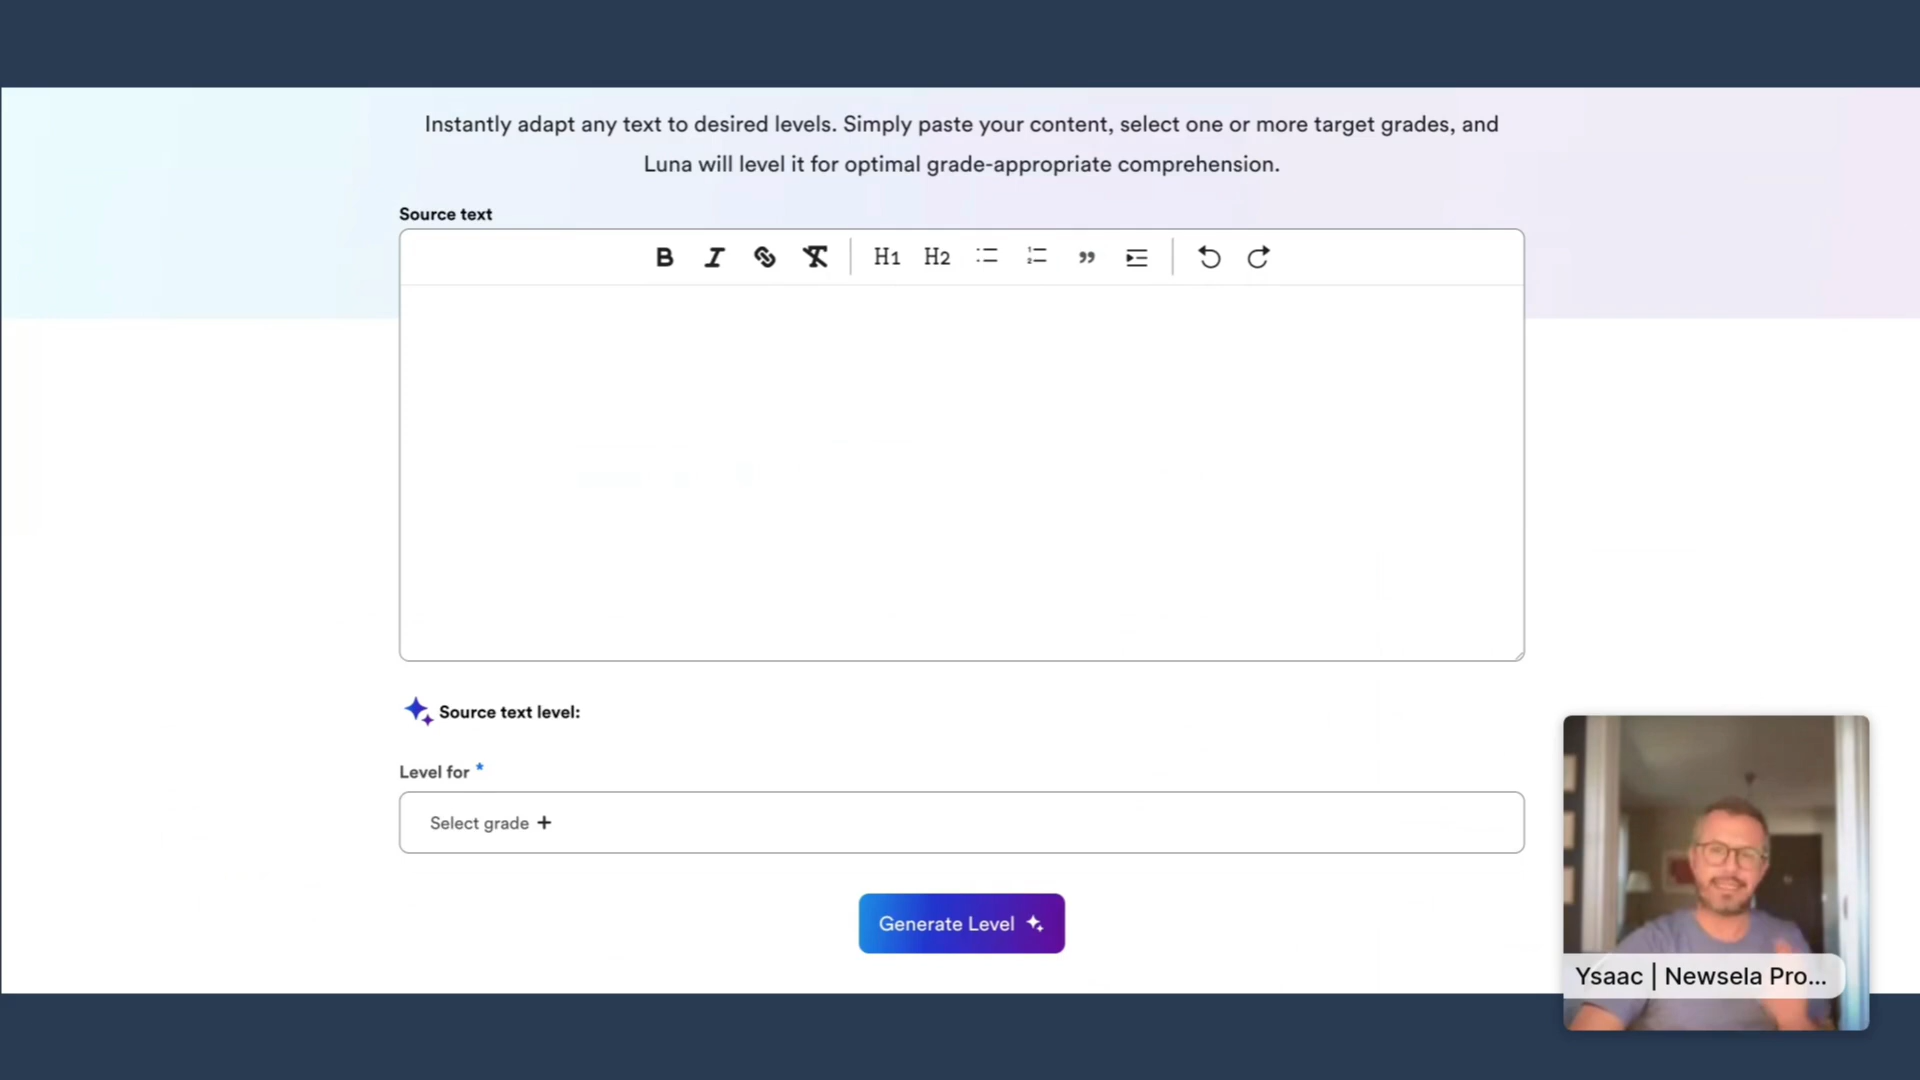 Instantly adapt any text to desired levels. Simply paste your content, select one or more target grades, and
Luna will level it for optimal grade-appropriate comprehension.
Source text
B I H1 H2
Source text level:
Level for *
Select grade +
Generate Level
Ysaac | Newsela Pro...